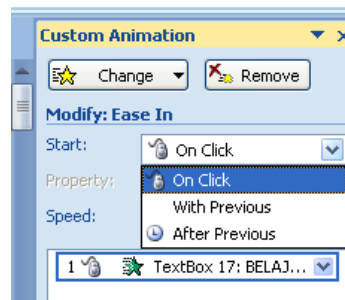 Custom Animation
Change
Remove
Modify: Ease In
Start:
On Click
Property:
On Click
With Previous
Speed:
After Previous
1 TextBox 17: BELAJ...